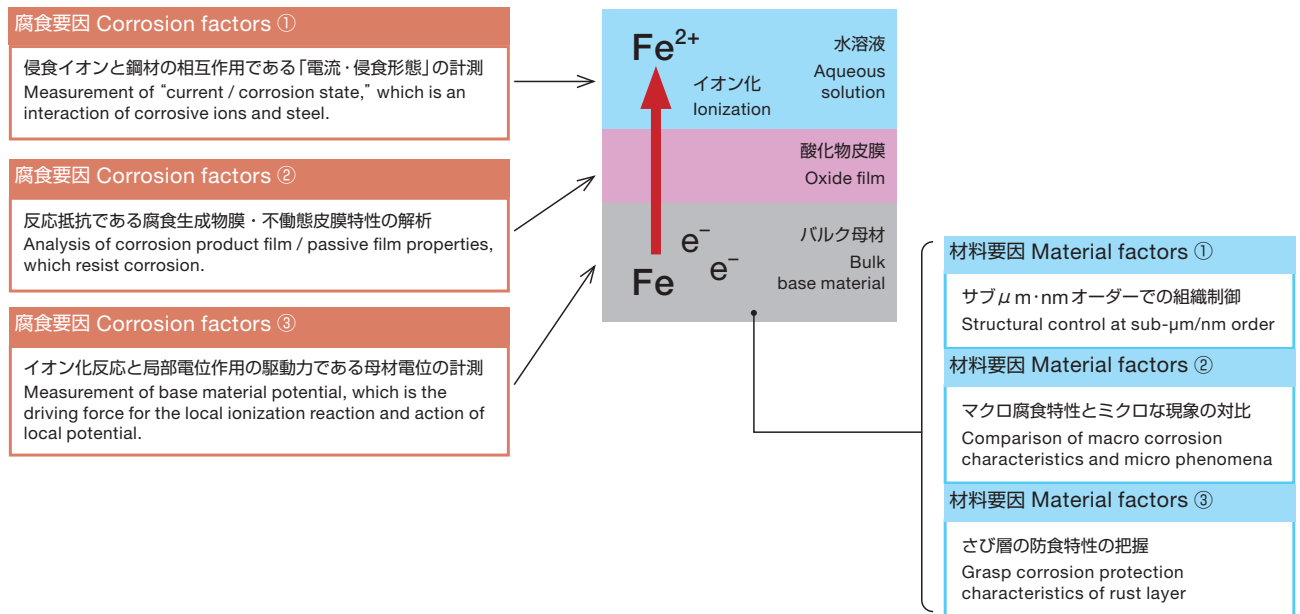 腐食要因 Corrosion factors ①
侵食イオンと鋼材の相互作用である「電流・侵食形態」の計測
Measurement of “current / corrosion state,” which is an
interaction of corrosive ions and steel.
腐食要因 Corrosion factors ②
反応抵抗である腐食生成物膜・不働態皮膜特性の解析
Analysis of corrosion product film / passive film properties,
which resist corrosion.
腐食要因 Corrosion factors ③
イオン化反応と局部電位作用の駆動力である母材電位の計測
Measurement of base material potential, which is the
driving force for the local ionization reaction and action of
local potential.
Fe²⁺
水溶液
Aqueous
solution
イオン化
Ionization
酸化物皮膜
Oxide film
バルク母材
Bulk
base material
e⁻
e⁻
Fe
材料要因 Material factors ①
サブμm・nmオーダーでの組織制御
Structural control at sub-μm/nm order
材料要因 Material factors ②
マクロ腐食特性とミクロな現象の対比
Comparison of macro corrosion
characteristics and micro phenomena
材料要因 Material factors ③
さび層の防食特性の把握
Grasp corrosion protection
characteristics of rust layer